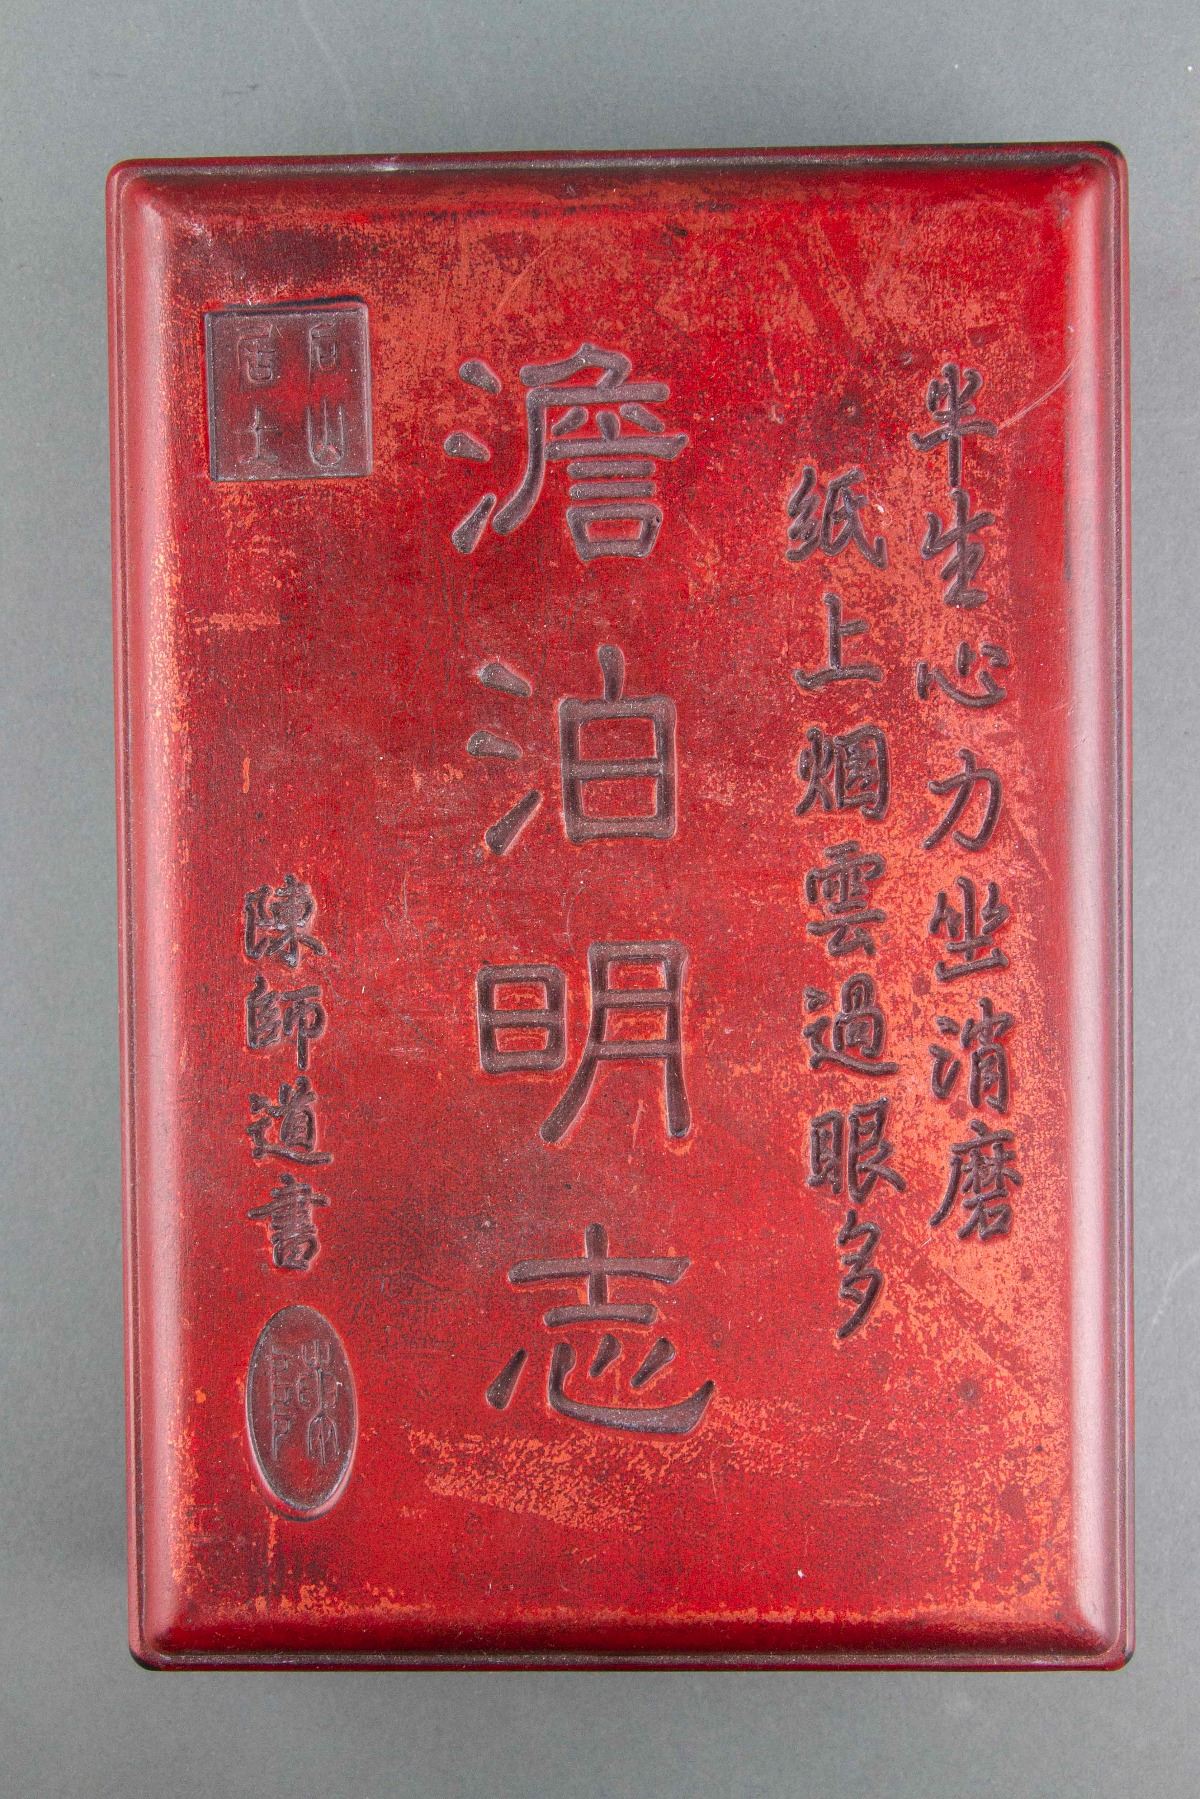 半生心力坐消磨
紙上烟雲過眼多
澹泊明志
陳師道書